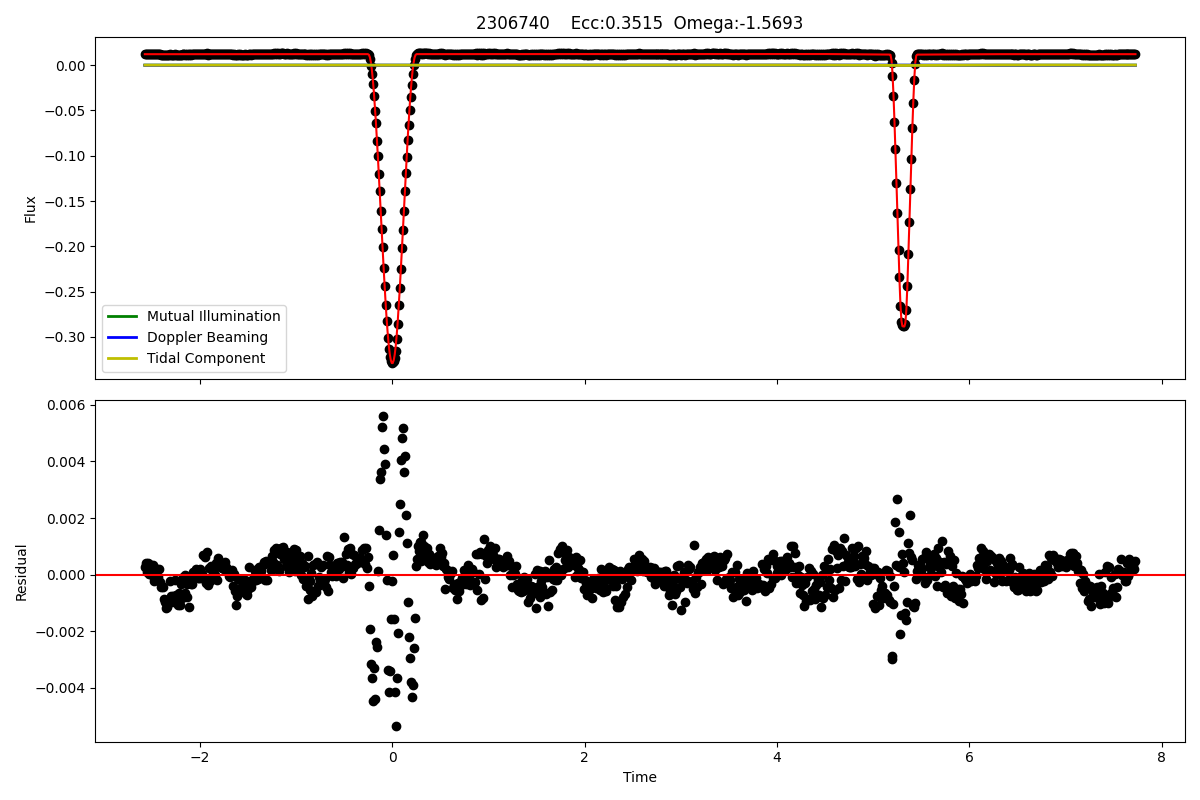 2306740    Ecc:0.3515  Omega:-1.5693
0.00
−0.05
−0.10
−0.15
−0.20
−0.25
−0.30
Flux
Mutual Illumination
Doppler Beaming
Tidal Component
0.006
0.004
0.002
0.000
−0.002
−0.004
Residual
−2
0
2
4
6
8
Time